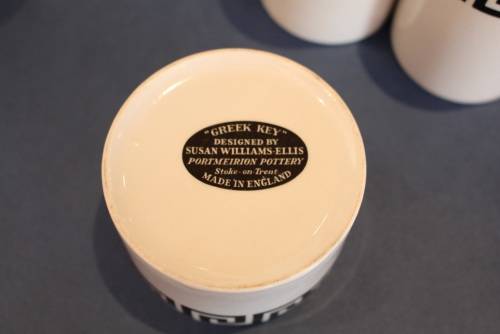 "GREEK KEY"
DESIGNED BY
SUSAN WILLIAMS-ELLIS
PORTMEIRION POTTERY
Stoke-on-Trent
MADE IN ENGLAND